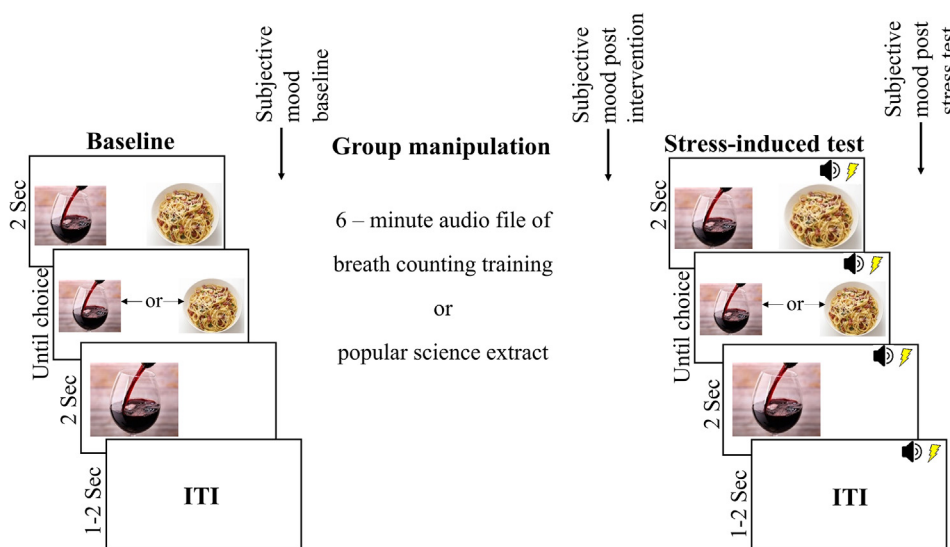 Subjective
mood
baseline
Subjective
mood post
intervention
Subjective
mood post
stress test
Baseline
Group manipulation
Stress-induced test
2 Sec
Until choice
or
2 Sec
1-2 Sec
ITI
6 – minute audio file of
breath counting training
or
popular science extract
2 Sec
Until choice
or
2 Sec
1-2 Sec
ITI